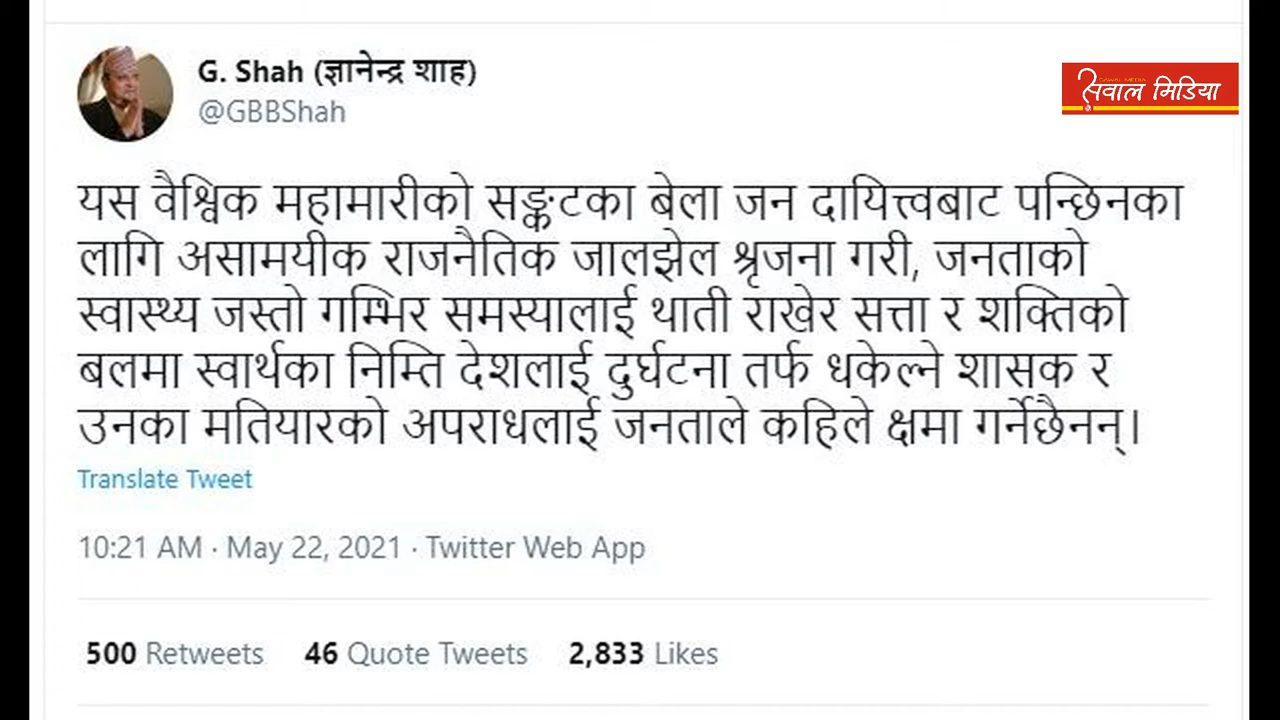 G. Shah (ज्ञानेन्द्र शाह)
@GBBShah
SAWAL MEDIA
सवाल मिडिया
यस वैश्विक महामारीको सङ्कटका बेला जन दायित्त्वबाट पन्छिनका
लागि असामयीक राजनैतिक जालझेल श्रृजना गरी, जनताको
स्वास्थ्य जस्तो गम्भिर समस्यालाई थाती राखेर सत्ता र शक्तिको
बलमा स्वार्थका निम्ति देशलाई दुर्घटना तर्फ धकेल्ने शासक र
उनका मतियारको अपराधलाई जनताले कहिले क्षमा गर्नेछैनन्।
Translate Tweet
10:21 AM · May 22, 2021 · Twitter Web App
500 Retweets 46 Quote Tweets 2,833 Likes